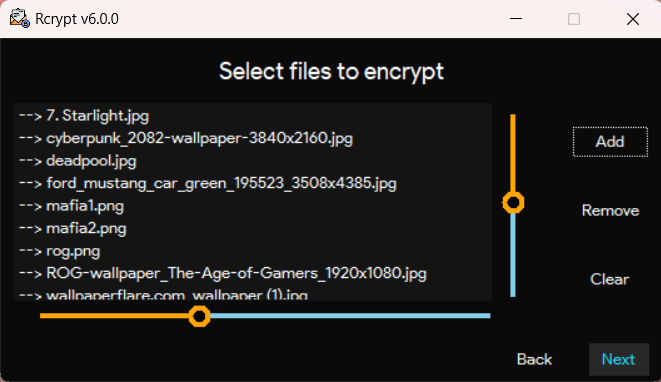 Rcrypt v6.0.0
Select files to encrypt
--> 7. Starlight.jpg
--> cyberpunk_2082-wallpaper-3840x2160.jpg
--> deadpool.jpg
--> ford_mustang_car_green_195523_3508x4385.jpg
--> mafia1.png
--> mafia2.png
--> rog.png
--> ROG-wallpaper_The-Age-of-Gamers_1920x1080.jpg
--> wallpaperflare.com_wallpaper (1).jpg
Add
Remove
Clear
Back
Next